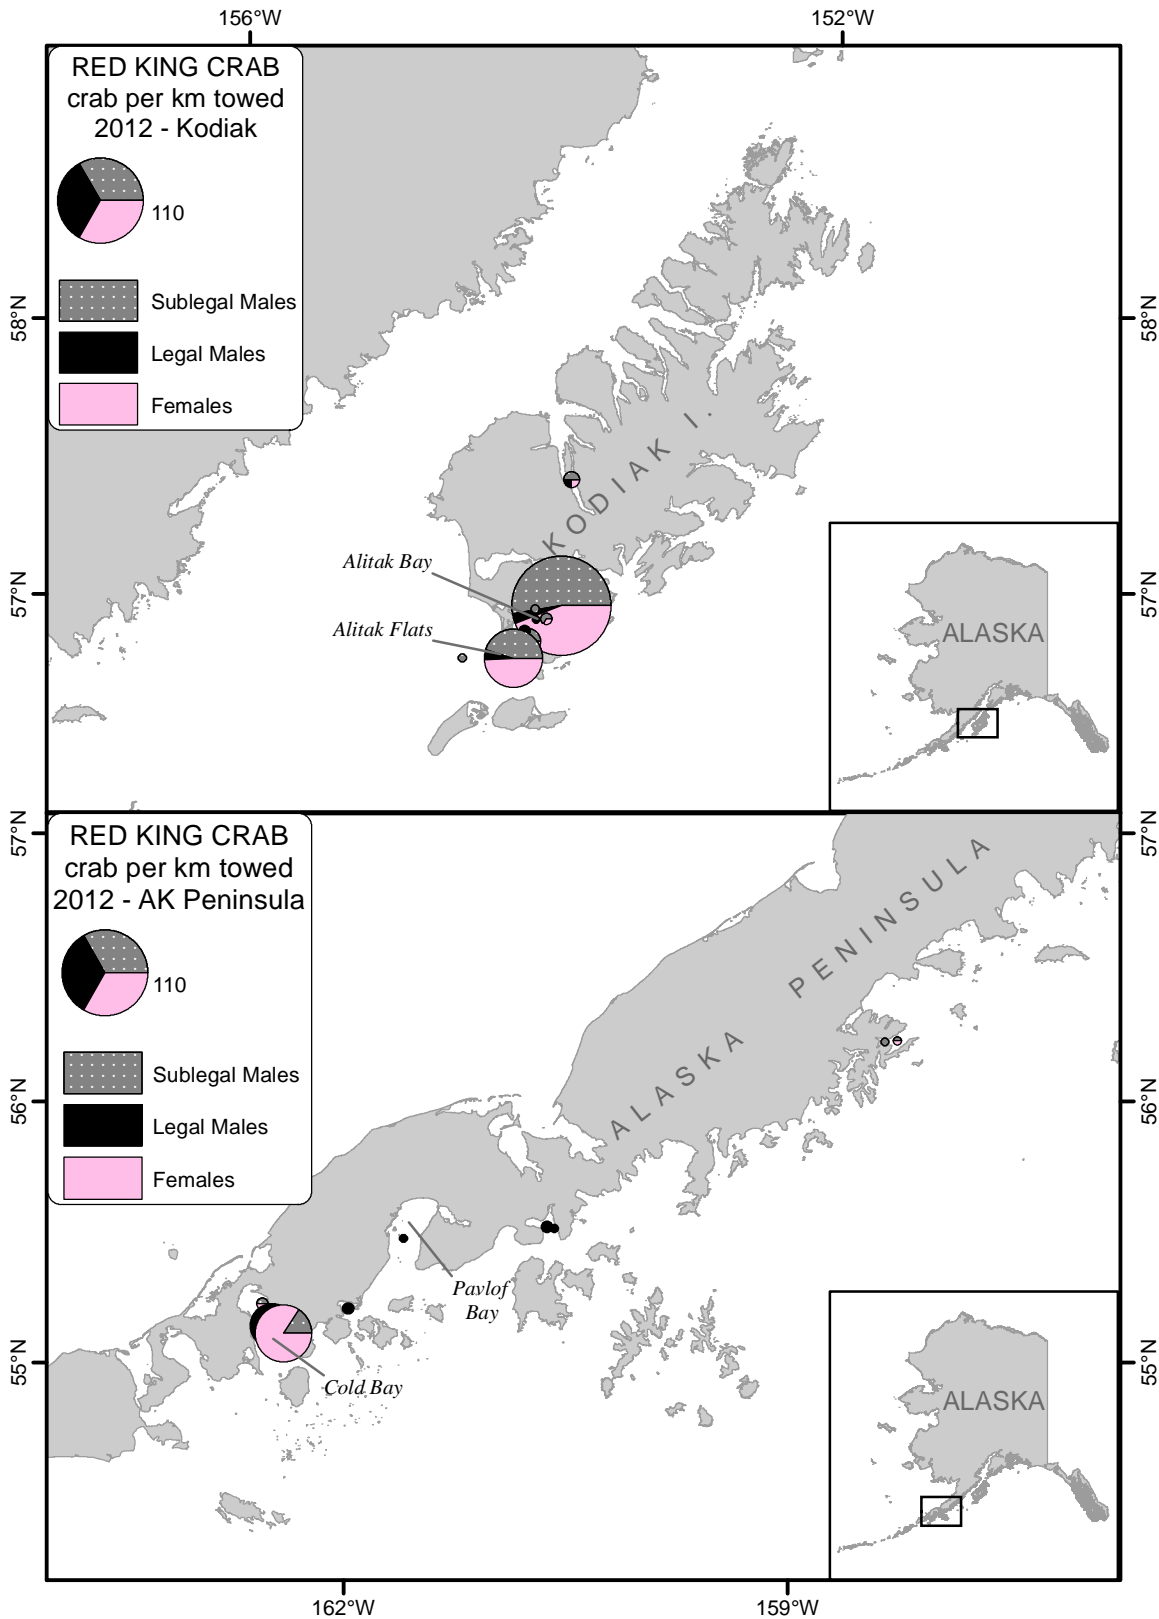 156°W
152°W
RED KING CRAB
crab per km towed
2012 - Kodiak
110
Sublegal Males
Legal Males
Females
58°N
58°N
KODIAK I.
Alitak Bay
57°N
57°N
Alitak Flats
ALASKA
57°N
57°N
RED KING CRAB
crab per km towed
2012 - AK Peninsula
110
Sublegal Males
Legal Males
Females
ALASKA PENINSULA
56°N
56°N
Pavlof
Bay
55°N
55°N
Cold Bay
ALASKA
162°W
159°W